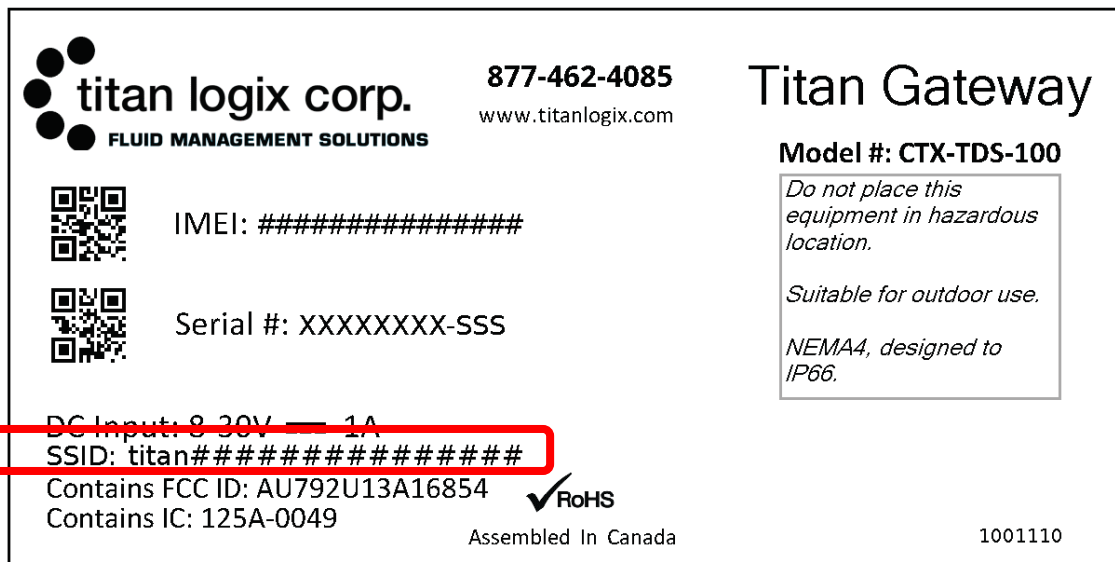 titan logix corp.
FLUID MANAGEMENT SOLUTIONS
877-462-4085
www.titanlogix.com
Titan Gateway
Model #: CTX-TDS-100
Do not place this
equipment in hazardous
location.
Suitable for outdoor use.
NEMA4, designed to
IP66.
IMEI: ###############
Serial #: XXXXXXXX-SSS
DC Input: 8-30V ⎓ 1A
SSID: titan###############
Contains FCC ID: AU792U13A16854
Contains IC: 125A-0049
RoHS
Assembled In Canada
1001110